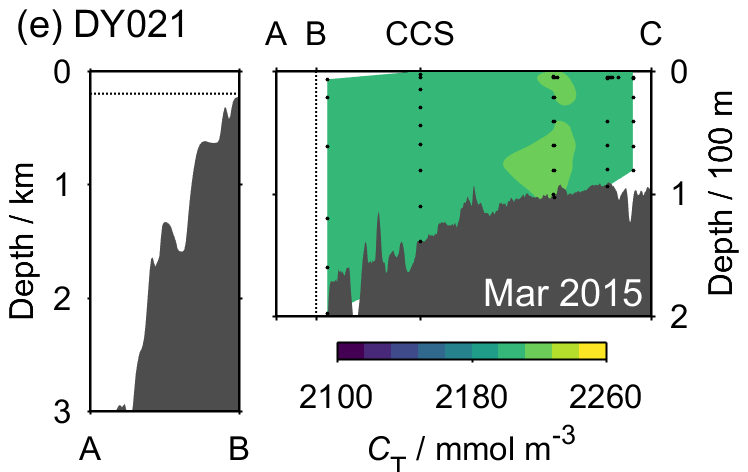 (e) DY021
A B CCS C
0
1
2
3
Depth / km
A B
0
1
2
Depth / 100 m
Mar 2015
2100 2180 2260
C_T / mmol m⁻³